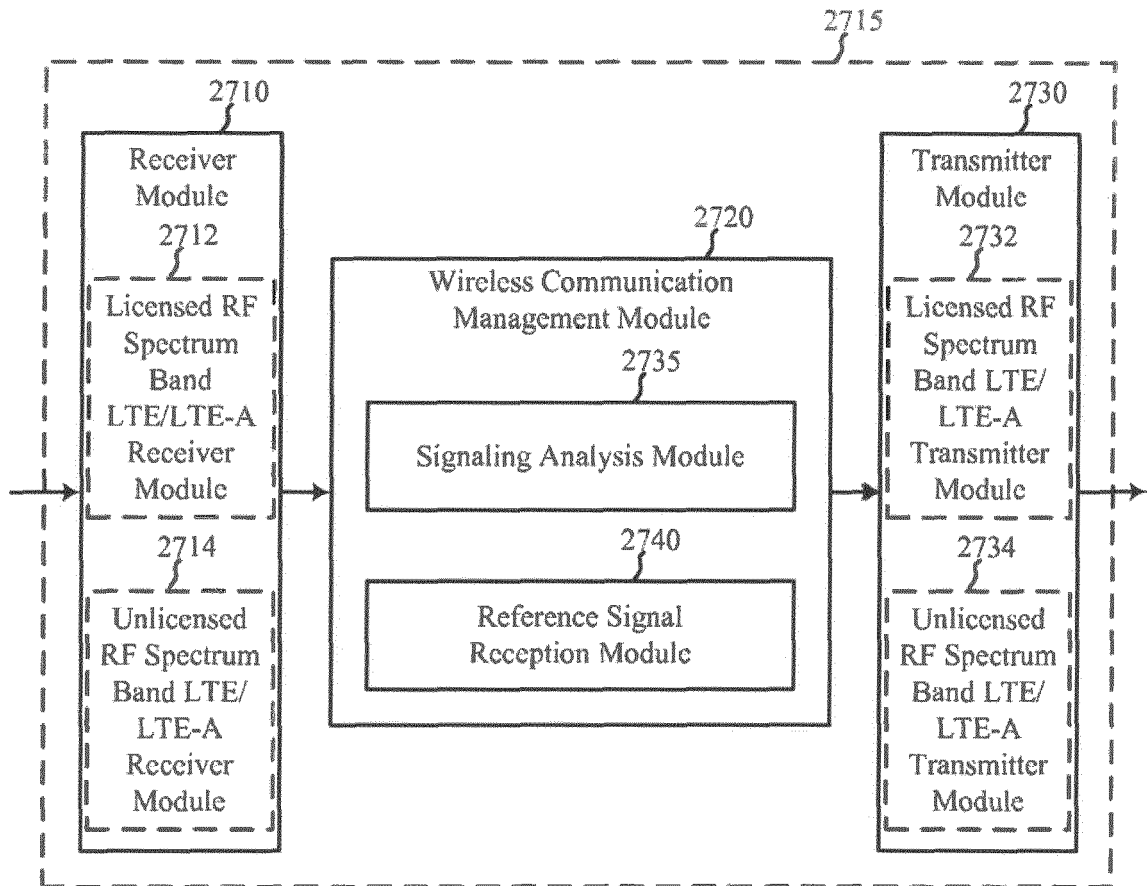 2715
2710
Receiver
Module
2712
Licensed RF
Spectrum
Band
LTE/LTE-A
Receiver
Module
2714
Unlicensed
RF Spectrum
Band LTE/
LTE-A
Receiver
Module
2720
Wireless Communication
Management Module
2735
Signaling Analysis Module
2740
Reference Signal
Reception Module
2730
Transmitter
Module
2732
Licensed RF
Spectrum
Band LTE/
LTE-A
Transmitter
Module
2734
Unlicensed
RF Spectrum
Band LTE/
LTE-A
Transmitter
Module